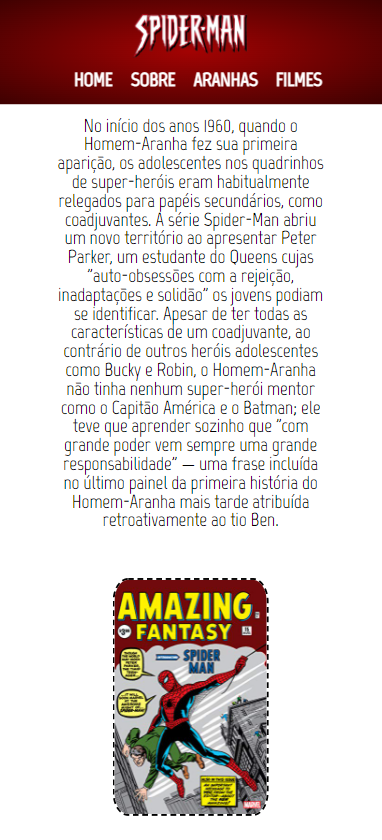 SPIDER-MAN
HOME SOBRE ARANHAS FILMES
No início dos anos 1960, quando o
Homem-Aranha fez sua primeira
aparição, os adolescentes nos quadrinhos
de super-heróis eram habitualmente
relegados para papéis secundários, como
coadjuvantes. A série Spider-Man abriu
um novo território ao apresentar Peter
Parker, um estudante do Queens cujas
"auto-obsessões com a rejeição,
inadaptações e solidão" os jovens podiam
se identificar. Apesar de ter todas as
características de um coadjuvante, ao
contrário de outros heróis adolescentes
como Bucky e Robin, o Homem-Aranha
não tinha nenhum super-herói mentor
como o Capitão América e o Batman; ele
teve que aprender sozinho que "com
grande poder vem sempre uma grande
responsabilidade" — uma frase incluída
no último painel da primeira história do
Homem-Aranha mais tarde atribuída
retroativamente ao tio Ben.
AMAZING
FANTASY
15
SPIDER
MAN
ALSO IN THIS ISSUE
MARVEL